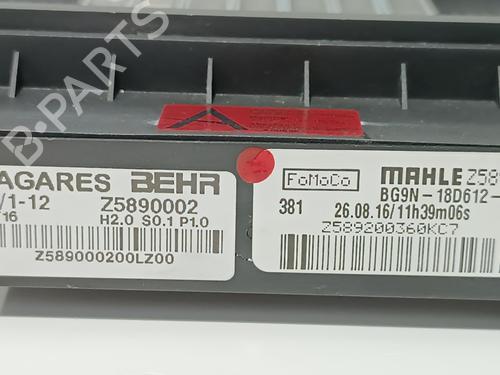 AGARES BEHR
/1-12 Z5890002
16 H2.0 S0.1 P1.0
Z589000200LZ00
FoMoCo MAHLE Z589
BG9N-18D612-
381 26.08.16/11h39m06s
Z589200360KC7
B-PARTS